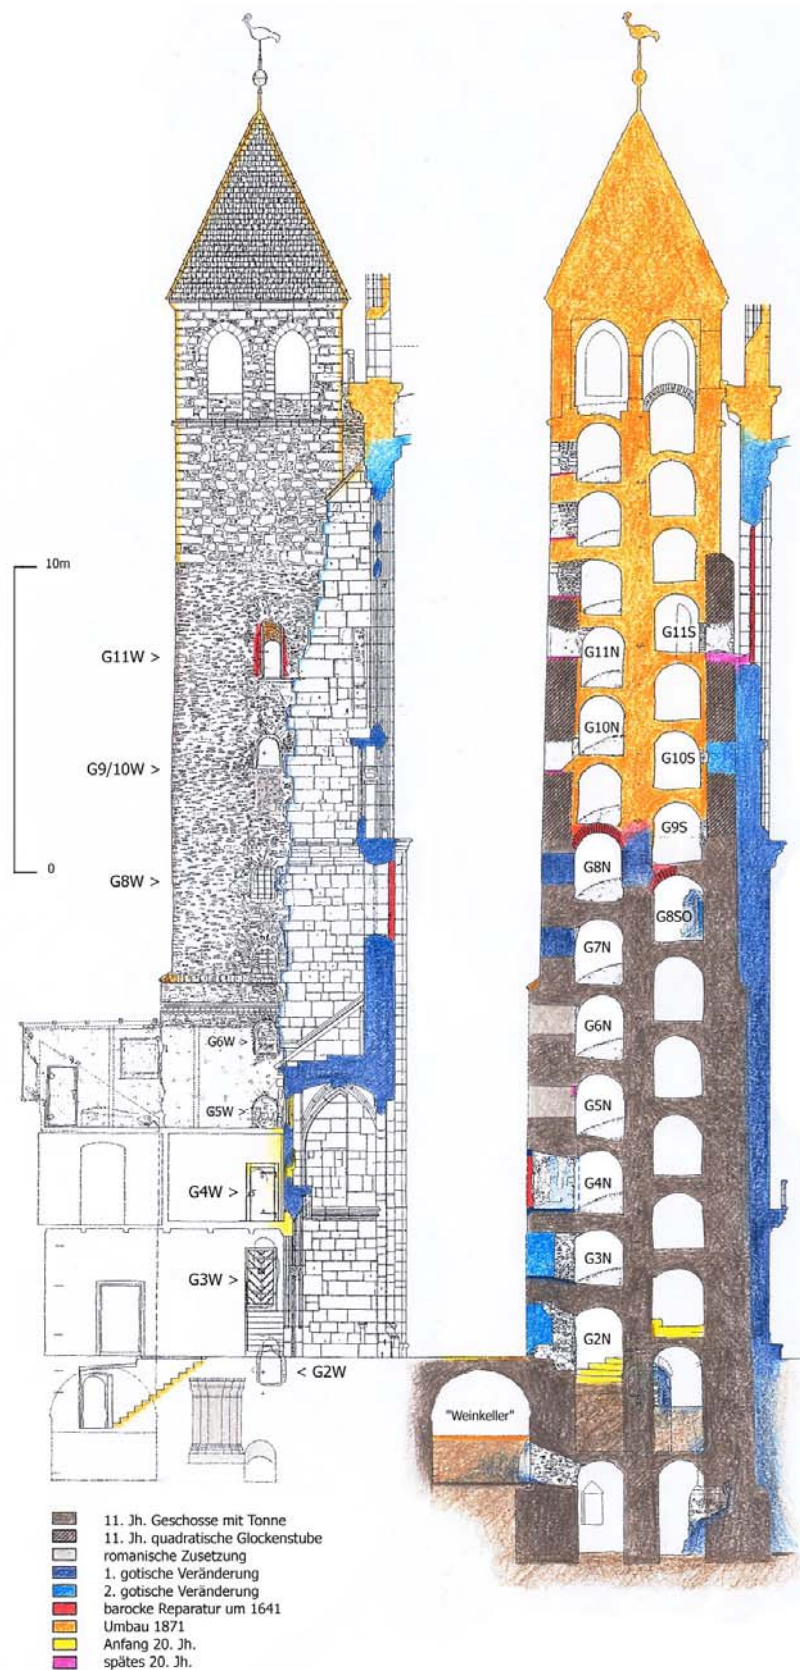 10m
G11W >
G9/10W >
0
G8W >
G6W >
G5W >
G4W >
G3W >
< G2W
G11S
G11N
G10N
G10S
G9S
G8N
G8SO
G7N
G6N
G5N
G4N
G3N
G2N
"Weinkeller"
11. Jh. Geschosse mit Tonne
11. Jh. quadratische Glockenstube
romanische Zusetzung
1. gotische Veränderung
2. gotische Veränderung
barocke Reparatur um 1641
Umbau 1871
Anfang 20. Jh.
spätes 20. Jh.